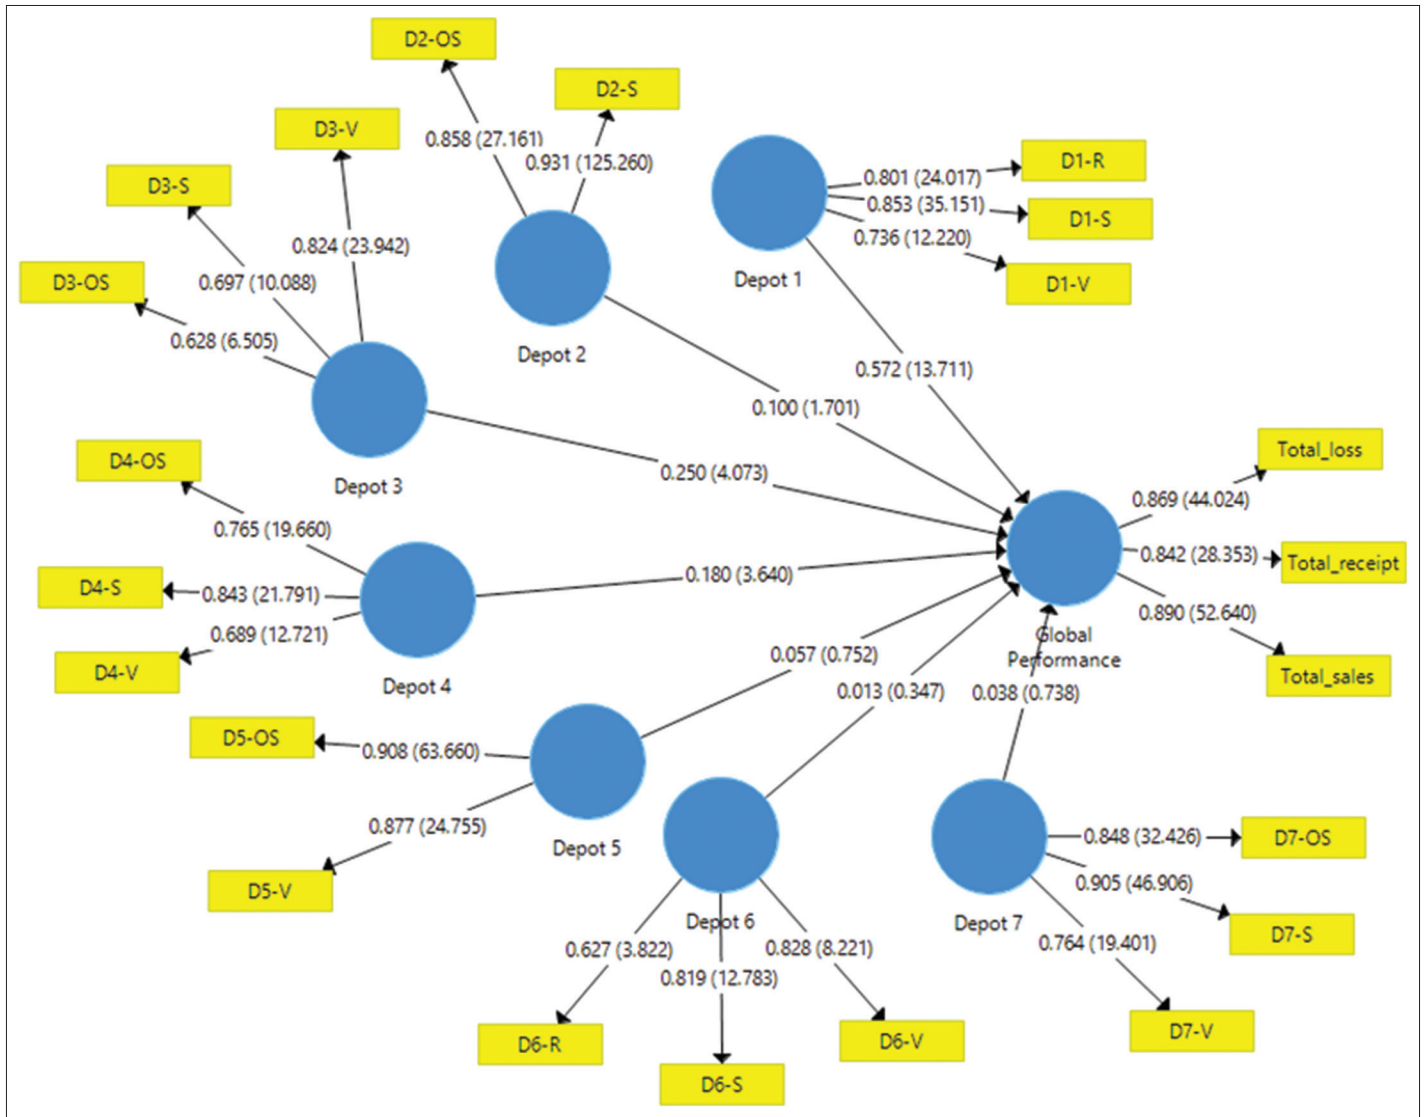 D2-OS
D2-S
D3-V
0.858 (27.161)
0.931 (125.260)
D1-R
0.801 (24.017)
D3-S
0.853 (35.151)
D1-S
0.736 (12.220)
0.824 (23.942)
D3-OS
0.697 (10.088)
Depot 1
D1-V
0.628 (6.505)
Depot 2
0.572 (13.711)
0.100 (1.701)
D4-OS
Depot 3
0.250 (4.073)
Total_loss
0.869 (44.024)
0.765 (19.660)
0.842 (28.353)
Total_receipt
0.180 (3.640)
D4-S
0.843 (21.791)
0.890 (52.640)
0.689 (12.721)
Global
Performance
D4-V
Depot 4
0.057 (0.752)
0.013 (0.347)
0.038 (0.738)
Total_sales
D5-OS
0.908 (63.660)
0.877 (24.755)
Depot 5
D5-V
0.848 (32.426)
D7-OS
0.905 (46.906)
Depot 6
Depot 7
D7-S
0.627 (3.822)
0.828 (8.221)
0.764 (19.401)
0.819 (12.783)
D6-R
D6-V
D7-V
D6-S